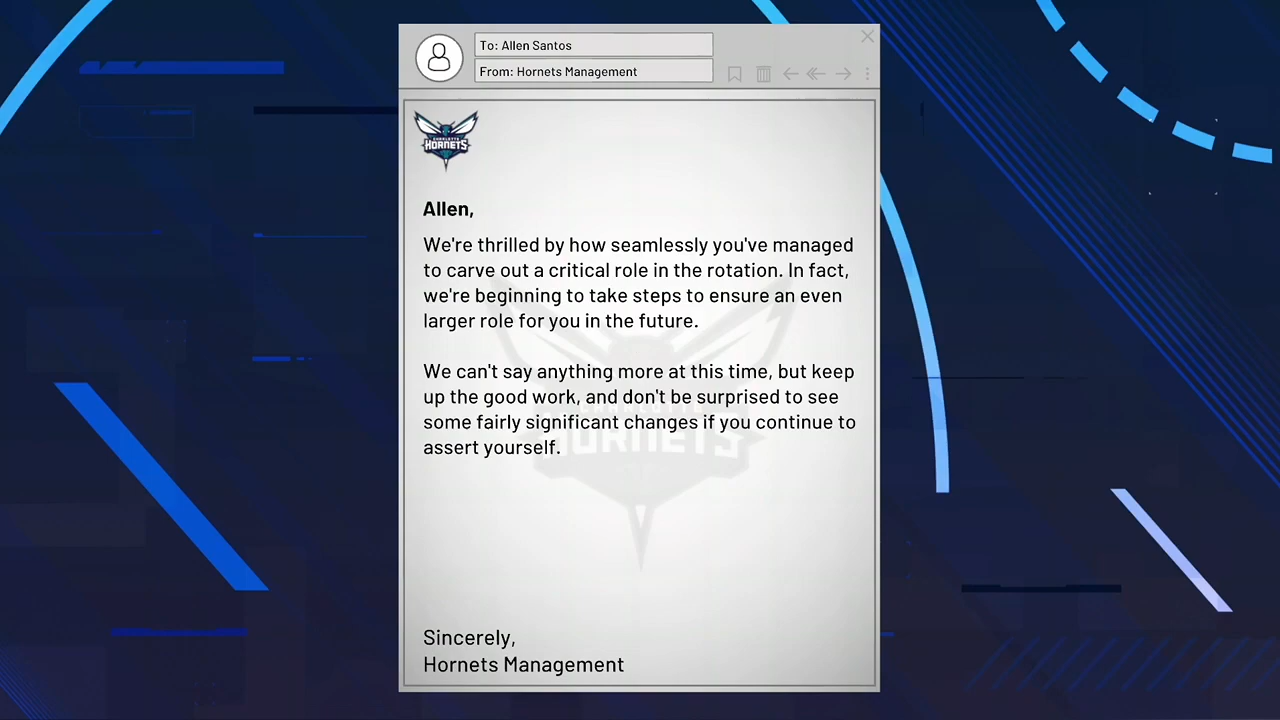 To: Allen Santos
From: Hornets Management
CHARLOTTE
HORNETS
Allen,
We're thrilled by how seamlessly you've managed
to carve out a critical role in the rotation. In fact,
we're beginning to take steps to ensure an even
larger role for you in the future.
We can't say anything more at this time, but keep
up the good work, and don't be surprised to see
some fairly significant changes if you continue to
assert yourself.
CHARLOTTE
HORNETS
Sincerely,
Hornets Management